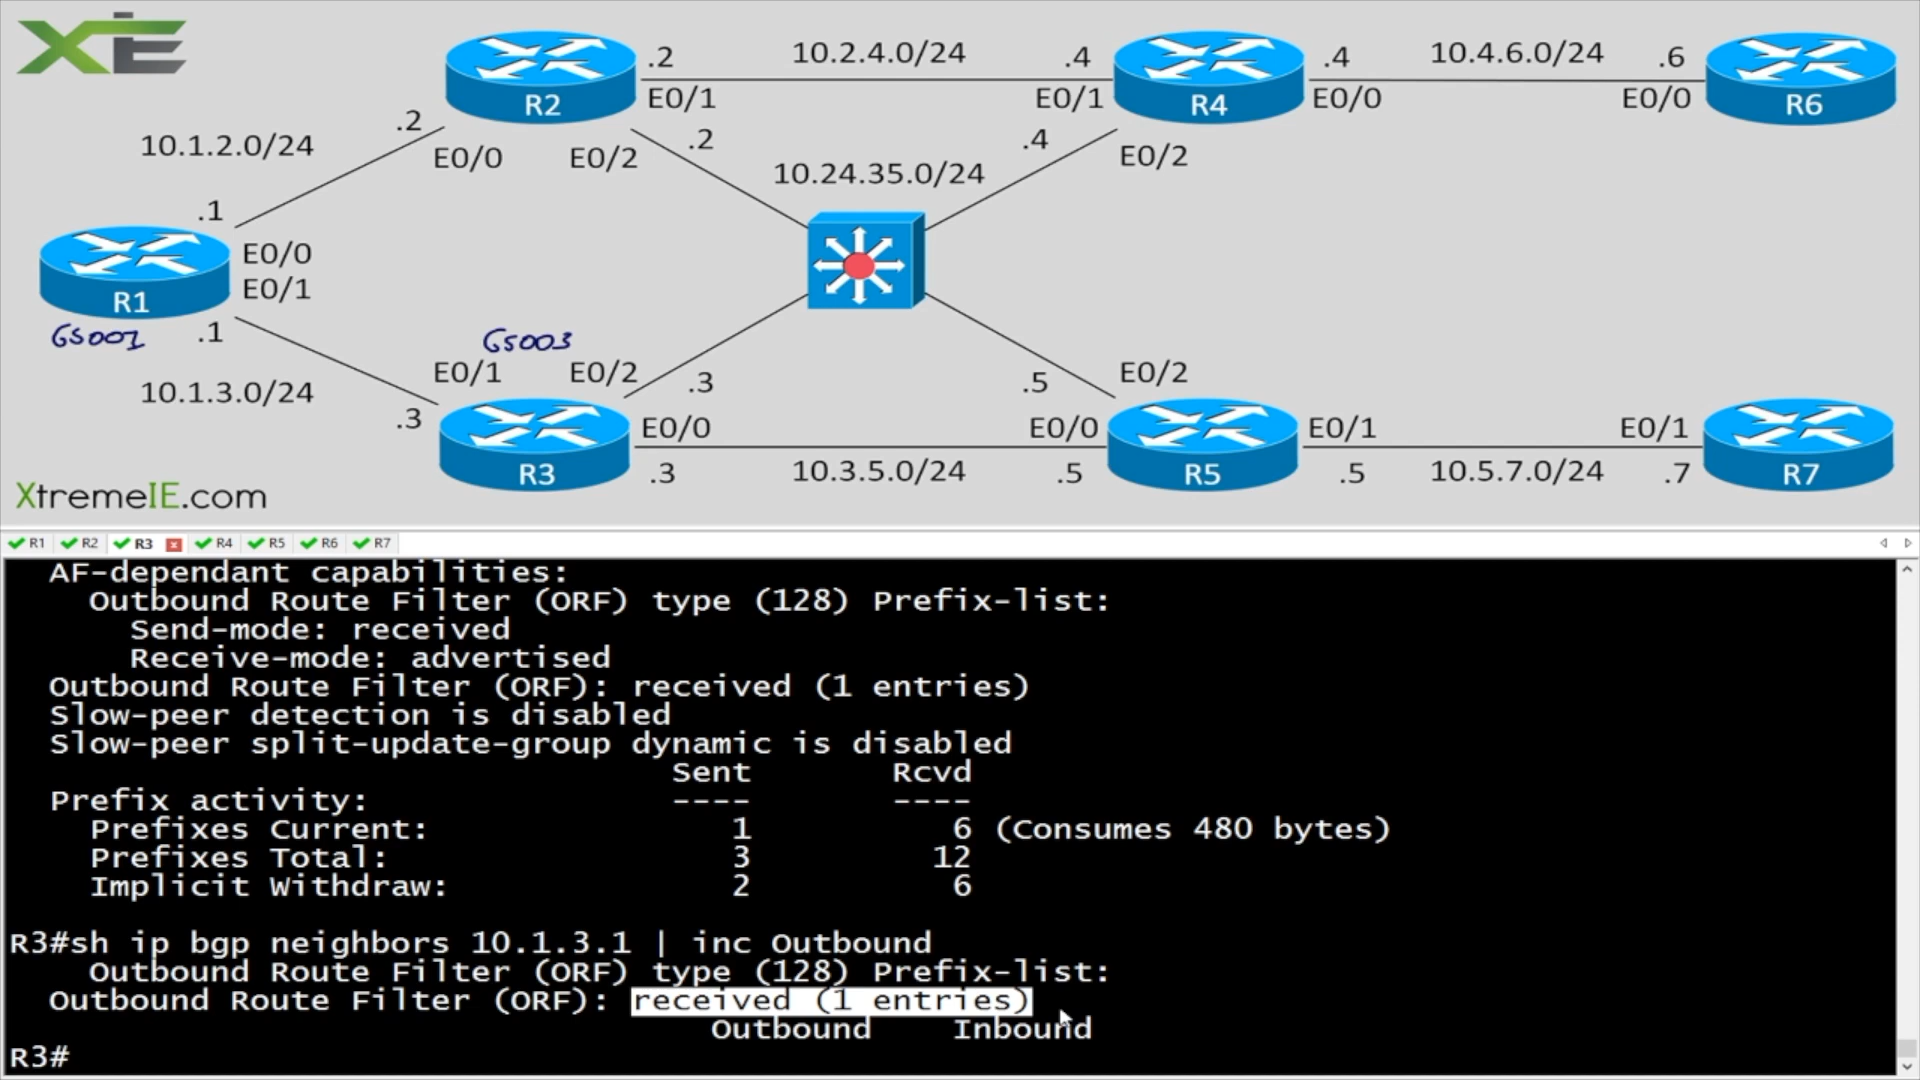 XIE
.2 10.2.4.0/24 .4 .4 10.4.6.0/24 .6
R2 E0/1 E0/1 R4 E0/0 E0/0 R6
10.1.2.0/24 .2 E0/0 E0/2 .2 .4 E0/2
10.24.35.0/24
.1
E0/0
E0/1
R1
65001 .1 65003
10.1.3.0/24 E0/1 E0/2 .3 .5 E0/2
.3 E0/0 E0/0 E0/1 E0/1
R3 .3 10.3.5.0/24 .5 R5 .5 10.5.7.0/24 .7 R7
XtremeIE.com
R1 R2 R3 R4 R5 R6 R7
AF-dependant capabilities:
Outbound Route Filter (ORF) type (128) Prefix-list:
Send-mode: received
Receive-mode: advertised
Outbound Route Filter (ORF): received (1 entries)
Slow-peer detection is disabled
Slow-peer split-update-group dynamic is disabled
Sent Rcvd
Prefix activity: ---- ----
Prefixes Current: 1 6 (Consumes 480 bytes)
Prefixes Total: 3 12
Implicit Withdraw: 2 6
R3#sh ip bgp neighbors 10.1.3.1 | inc Outbound
Outbound Route Filter (ORF) type (128) Prefix-list:
Outbound Route Filter (ORF): received (1 entries)
Outbound Inbound
R3#